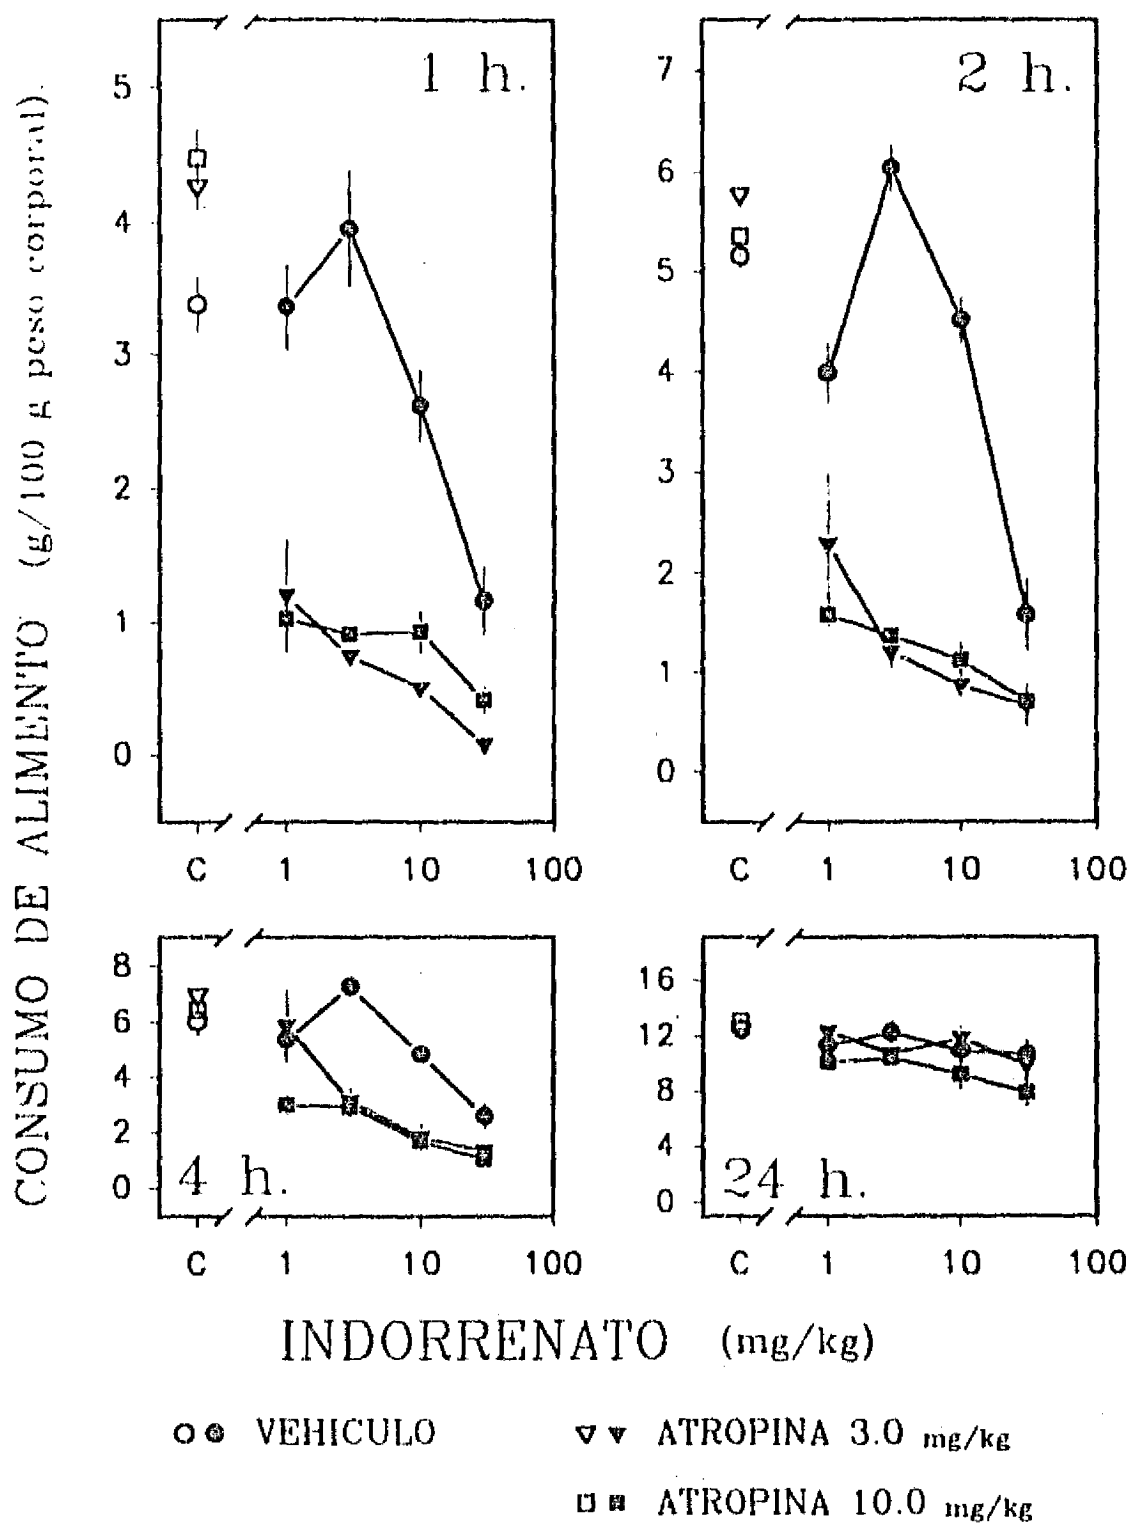 CONSUMO DE ALIMENTO (g/100 g peso corporal).
1 h.
5
4
3
2
1
0
C 1 10 100
2 h.
7
6
5
4
3
2
1
0
C 1 10 100
4 h.
8
6
4
2
0
C 1 10 100
24 h.
16
12
8
4
0
C 1 10 100
INDORRENATO (mg/kg)
VEHICULO
ATROPINA 3.0 mg/kg
ATROPINA 10.0 mg/kg